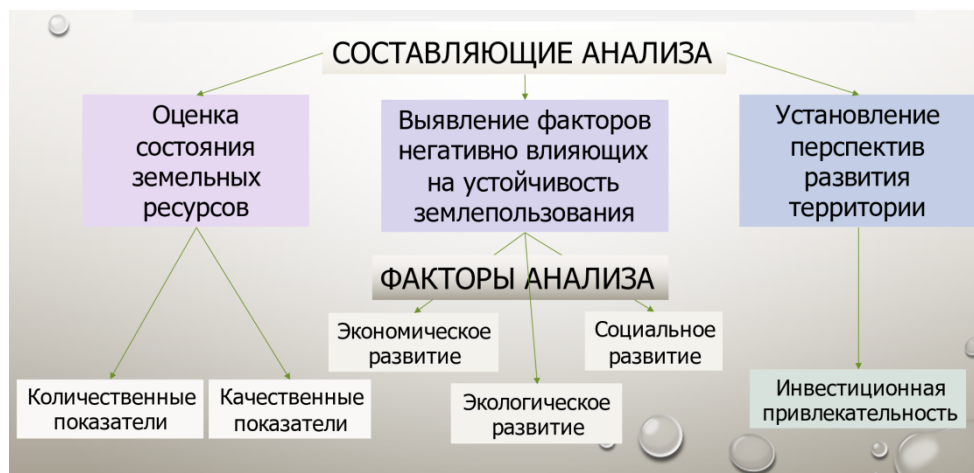 СОСТАВЛЯЮЩИЕ АНАЛИЗА
Оценка
состояния
земельных
ресурсов
Выявление факторов
негативно влияющих
на устойчивость
землепользования
Установление
перспектив
развития
территории
ФАКТОРЫ АНАЛИЗА
Экономическое
развитие
Социальное
развитие
Количественные
показатели
Качественные
показатели
Экологическое
развитие
Инвестиционная
привлекательность